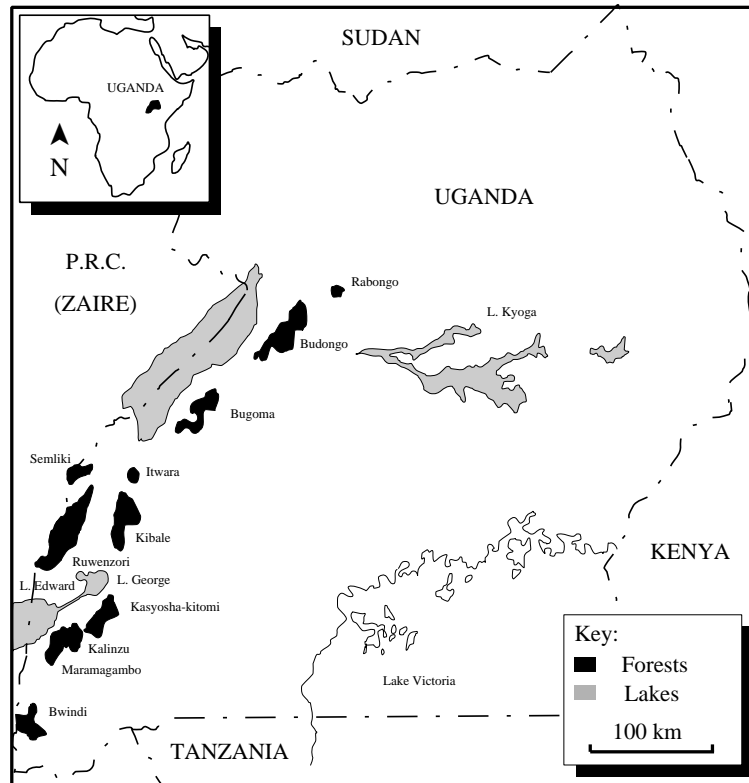 SUDAN
UGANDA
N
UGANDA
P.R.C.
(ZAIRE)
Rabongo
L. Kyoga
Budongo
Bugoma
Semliki
Itwara
Kibale
KENYA
Ruwenzori
L. Edward
L. George
Kasyosha-kitomi
Kalinzu
Maramagambo
Lake Victoria
Bwindi
TANZANIA
Key:
Forests
Lakes
100 km